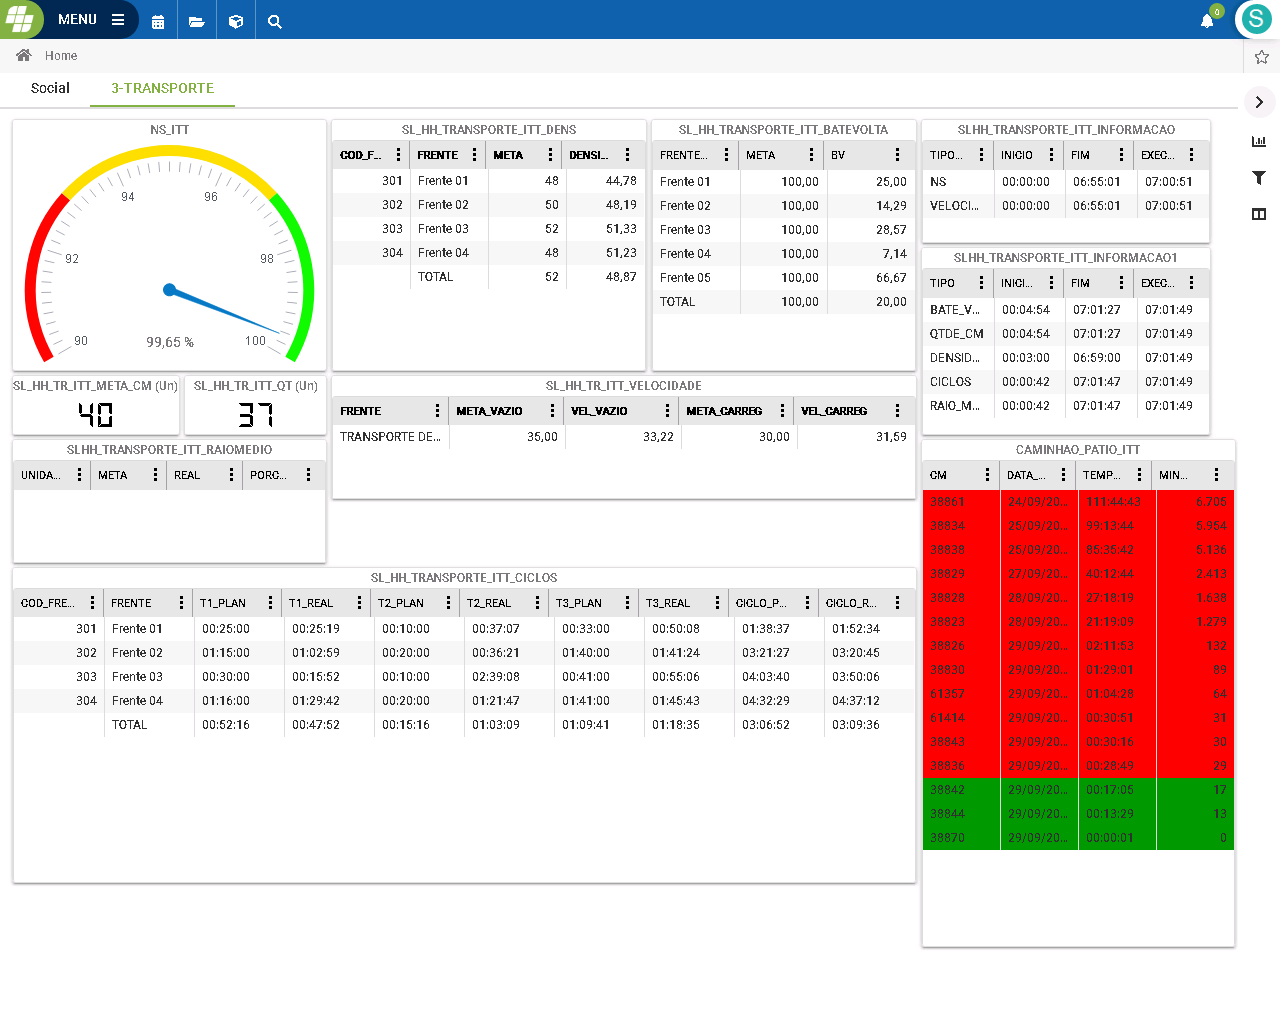 MENU
0
S
Home
Social
3-TRANSPORTE
NS_ITT
94
96
92
98
90
100
99,65 %
SL_HH_TRANSPORTE_ITT_DENS
COD_F... FRENTE META DENSI...
301 Frente 01 48 44,78
302 Frente 02 50 48,19
303 Frente 03 52 51,33
304 Frente 04 48 51,23
TOTAL 52 48,87
SL_HH_TRANSPORTE_ITT_BATEVOLTA
FRENTE... META BV
Frente 01 100,00 25,00
Frente 02 100,00 14,29
Frente 03 100,00 28,57
Frente 04 100,00 7,14
Frente 05 100,00 66,67
TOTAL 100,00 20,00
SLHH_TRANSPORTE_ITT_INFORMACAO
TIPO... INICIO FIM EXEC...
NS 00:00:00 06:55:01 07:00:51
VELOCI... 00:00:00 06:55:01 07:00:51
SLHH_TRANSPORTE_ITT_INFORMACAO1
TIPO INICI... FIM EXEC...
BATE_V... 00:04:54 07:01:27 07:01:49
QTDE_CM 00:04:54 07:01:27 07:01:49
DENSID... 00:03:00 06:59:00 07:01:49
CICLOS 00:00:42 07:01:47 07:01:49
RAIO_M... 00:00:42 07:01:47 07:01:49
SL_HH_TR_ITT_META_CM (Un)
40
SL_HH_TR_ITT_QT (Un)
37
SL_HH_TR_ITT_VELOCIDADE
FRENTE META_VAZIO VEL_VAZIO META_CARREG VEL_CARREG
TRANSPORTE DE... 35,00 33,22 30,00 31,59
SLHH_TRANSPORTE_ITT_RAIOMEDIO
UNIDA... META REAL PORC...
CAMINHAO_PATIO_ITT
CM DATA_... TEMP... MIN...
38861 24/09/20... 111:44:43 6.705
38834 25/09/20... 99:13:44 5.954
38838 25/09/20... 85:35:42 5.136
38829 27/09/20... 40:12:44 2.413
38828 28/09/20... 27:18:19 1.638
38823 28/09/20... 21:19:09 1.279
38826 29/09/20... 02:11:53 132
38830 29/09/20... 01:29:01 89
51357 29/09/20... 01:04:28 64
51414 29/09/20... 00:30:51 31
38843 29/09/20... 00:30:16 30
38836 29/09/20... 00:28:49 29
38842 29/09/20... 00:17:05 17
38844 29/09/20... 00:13:29 13
38870 29/09/20... 00:00:01 0
SL_HH_TRANSPORTE_ITT_CICLOS
COD_FRE... FRENTE T1_PLAN T1_REAL T2_PLAN T2_REAL T3_PLAN T3_REAL CICLO_P... CICLO_R...
301 Frente 01 00:25:00 00:25:19 00:10:00 00:37:07 00:33:00 00:50:08 01:38:37 01:52:34
302 Frente 02 01:15:00 01:02:59 00:20:00 00:36:21 01:40:00 01:41:24 03:21:27 03:20:45
303 Frente 03 00:30:00 00:15:52 00:10:00 02:39:08 00:41:00 00:55:06 04:03:40 03:50:06
304 Frente 04 01:16:00 01:29:42 00:20:00 01:21:47 01:41:00 01:45:43 04:32:29 04:37:12
TOTAL 00:52:16 00:47:52 00:15:16 01:03:09 01:09:41 01:18:35 03:06:52 03:09:36